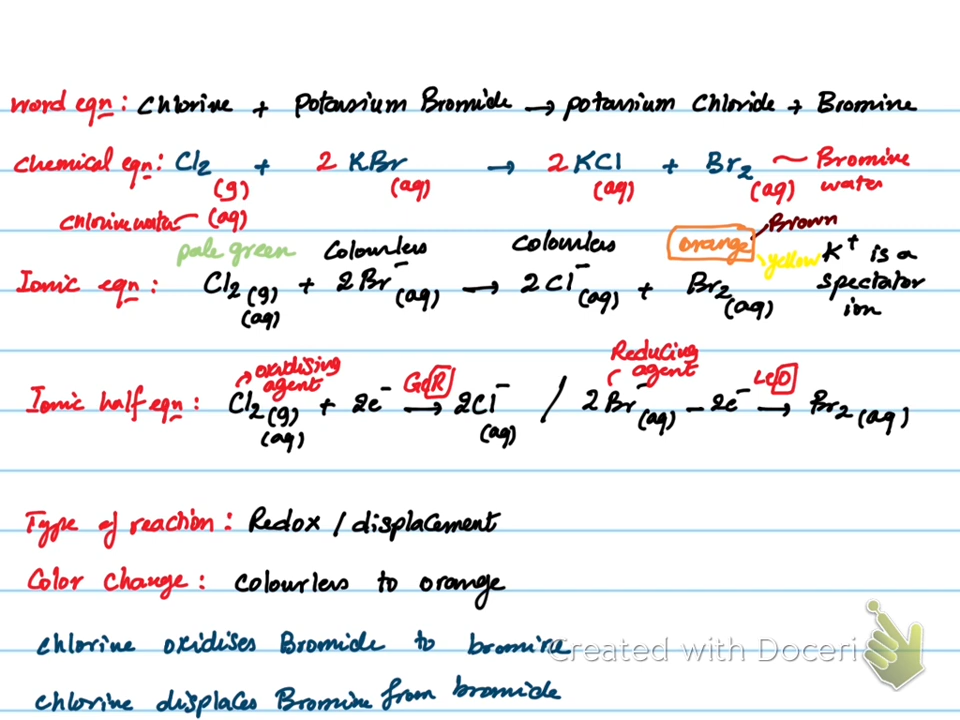 word eqn: Chlorine + Potassium Bromide → potassium Chloride + Bromine
Chemical eqn: Cl₂ (g) + 2 KBr (aq) → 2 KCl (aq) + Br₂ (aq) ~ Bromine water
chlorine water – (aq)
pale green colourless colourless orange Brown yellow
Ionic eqn: Cl₂ (g) (aq) + 2Br⁻ (aq) → 2Cl⁻ (aq) + Br₂ (aq) K⁺ is a spectator ion
oxidising agent GeR Reducing agent LeO
Ionic half eqn: Cl₂ (g) (aq) + 2e⁻ → 2Cl⁻ (aq) / 2Br⁻ (aq) – 2e⁻ → Br₂ (aq)
Type of reaction: Redox / displacement
Color change: colourless to orange
chlorine oxidises Bromide to bromine
chlorine displaces Bromine from bromide
Created with Doceri